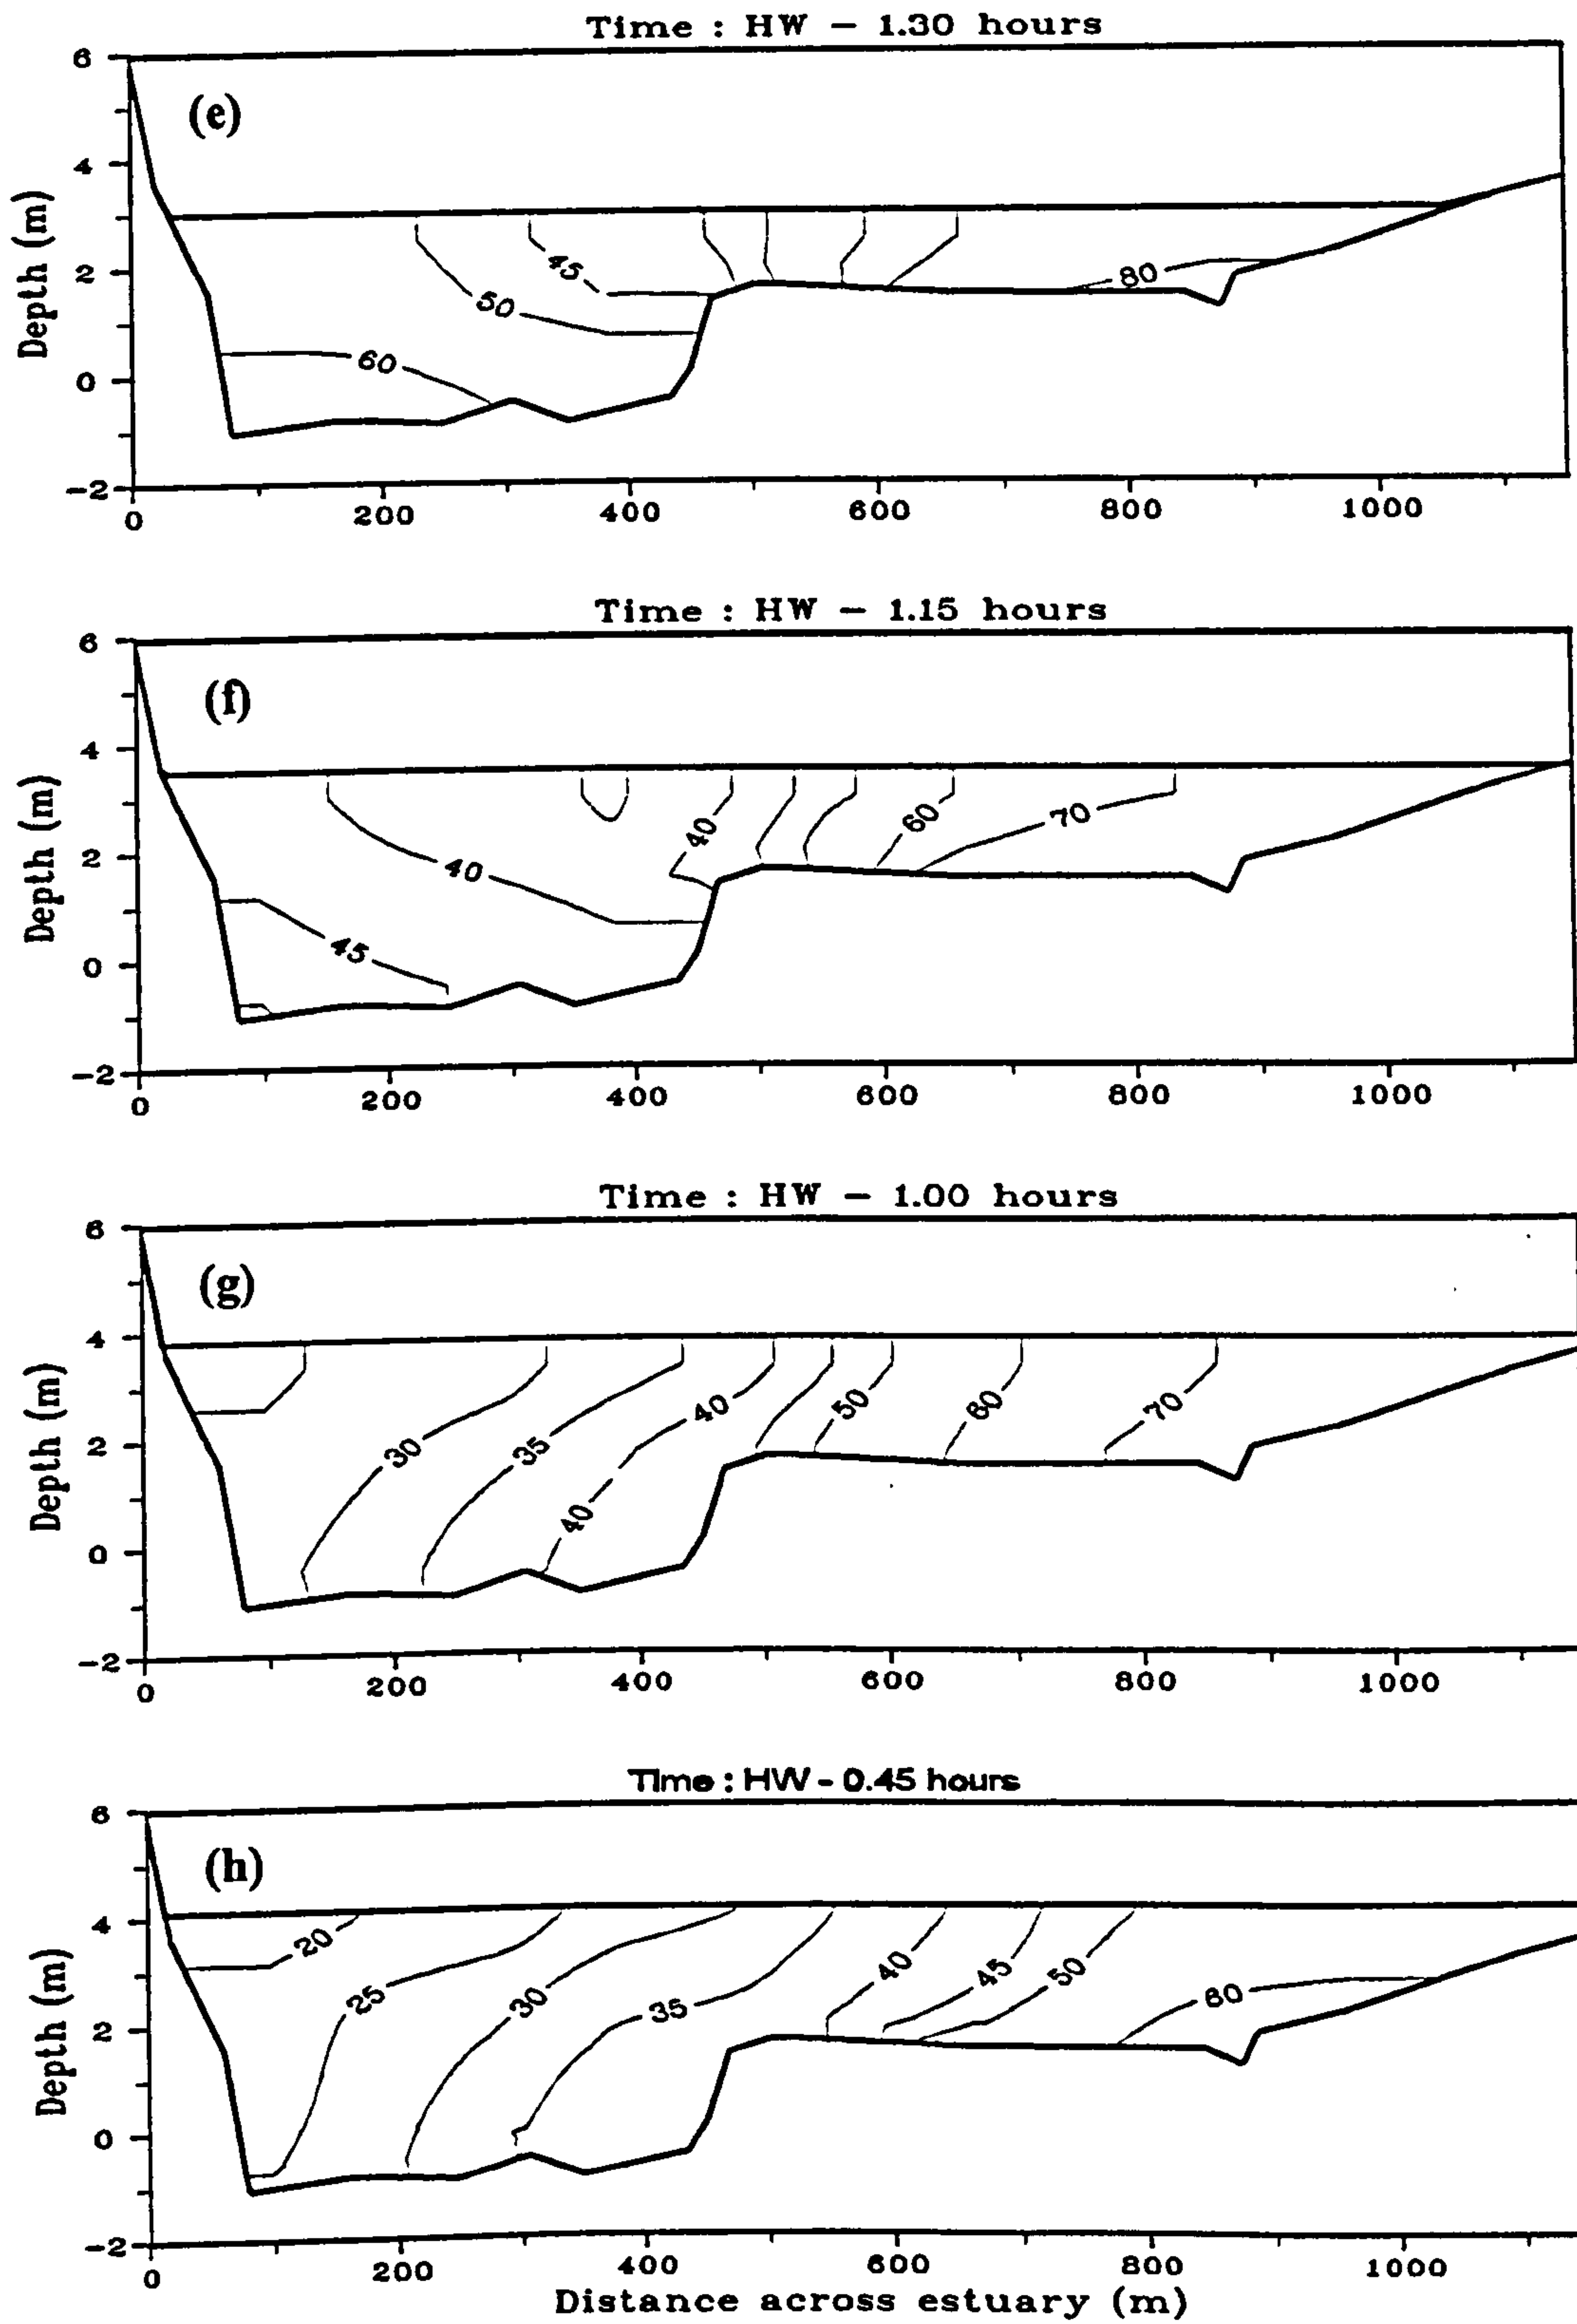 Time : HW – 1.30 hours
6
(e)
4
2
0
−2
Depth (m)
45
50
60
80
0 200 400 600 800 1000
Time : HW – 1.15 hours
6
(f)
4
2
0
−2
Depth (m)
40
40
45
60
70
0 200 400 600 800 1000
Time : HW – 1.00 hours
6
(g)
4
2
0
−2
Depth (m)
30
35
40
40
50
60
70
0 200 400 600 800 1000
Time : HW - 0.45 hours
6
(h)
4
2
0
−2
Depth (m)
20
25
30
35
40
45
50
60
0 200 400 600 800 1000
Distance across estuary (m)